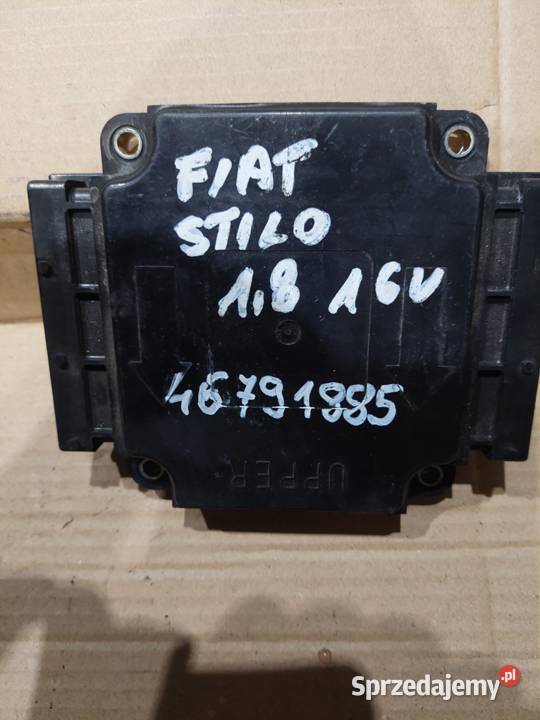 FIAT
STILO
1,8 16V
46791885
UPPER
Sprzedajemy.pl